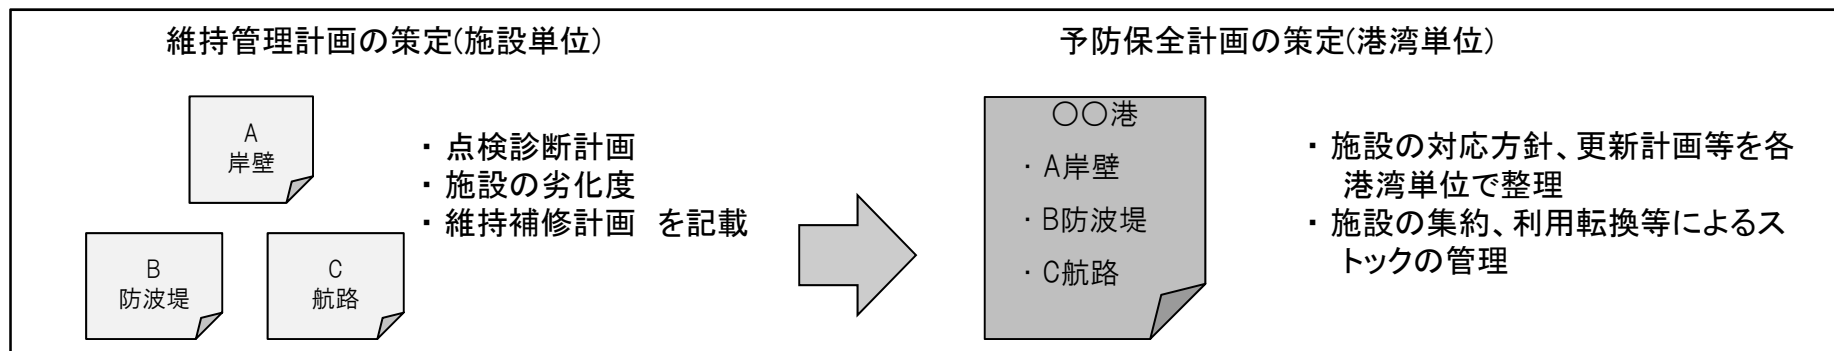 維持管理計画の策定(施設単位)
A
岸壁
B
防波堤
C
航路
・ 点検診断計画
・ 施設の劣化度
・ 維持補修計画　を記載
予防保全計画の策定(港湾単位)
〇〇港
・A岸壁
・B防波堤
・C航路
・ 施設の対応方針、更新計画等を各
港湾単位で整理
・ 施設の集約、利用転換等によるス
トックの管理